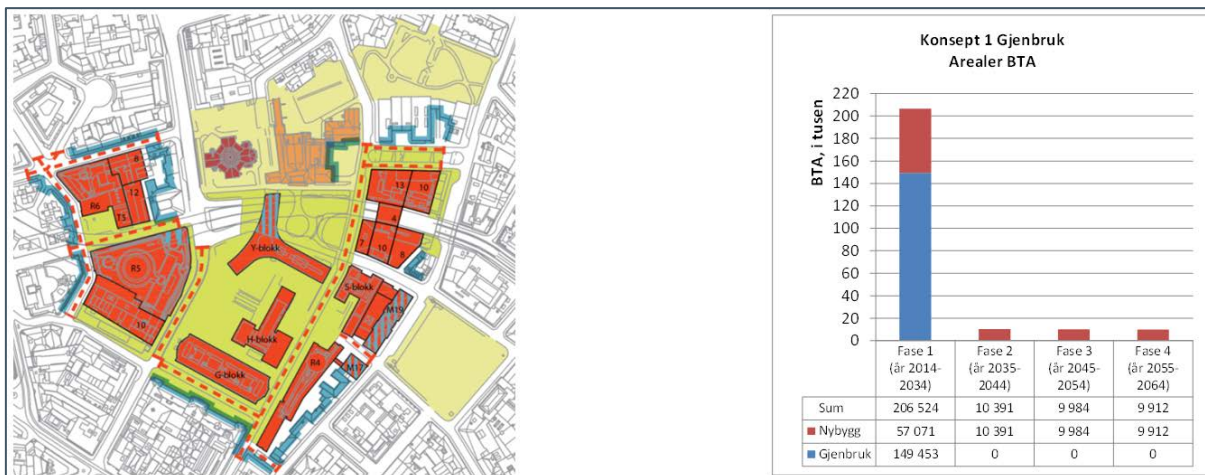 8
12
R6
T5
R5
19
Y-blokk
H-blokk
G-blokk
S-blokk
R4
M19
M17
13
10
4
7
10
8
Konsept 1 Gjenbruk
Arealer BTA
BTA, i tusen
220
200
180
160
140
120
100
80
60
40
20
0
Fase 1 Fase 2 Fase 3 Fase 4
(år 2014- (år 2035- (år 2045- (år 2055-
2034) 2044) 2054) 2064)
Sum 206 524 10 391 9 984 9 912
Nybygg 57 071 10 391 9 984 9 912
Gjenbruk 149 453 0 0 0